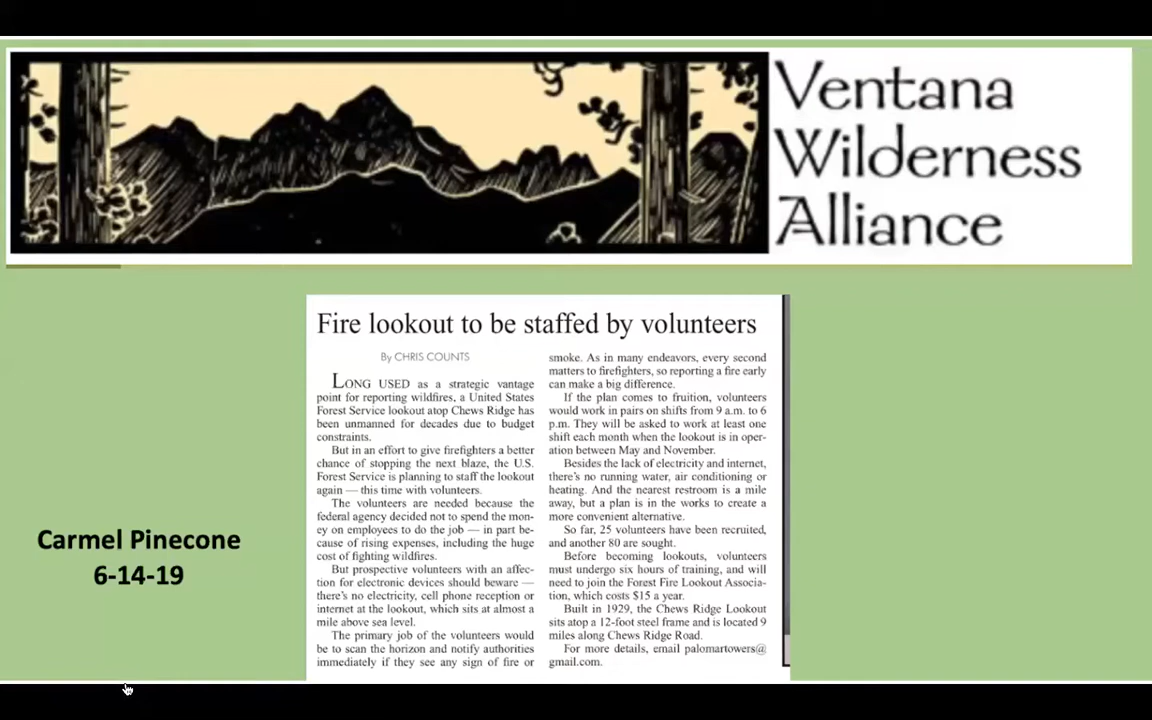 Ventana
Wilderness
Alliance
Fire lookout to be staffed by volunteers
By CHRIS COUNTS
LONG USED as a strategic vantage
point for reporting wildfires, a United States
Forest Service lookout atop Chews Ridge has
been unmanned for decades due to budget
constraints.
But in an effort to give firefighters a better
chance of stopping the next blaze, the U.S.
Forest Service is planning to staff the lookout
again — this time with volunteers.
The volunteers are needed because the
federal agency decided not to spend the mon-
ey on employees to do the job — in part be-
cause of rising expenses, including the huge
cost of fighting wildfires.
But prospective volunteers with an affec-
tion for electronic devices should beware —
there's no electricity, cell phone reception or
internet at the lookout, which sits at almost a
mile above sea level.
The primary job of the volunteers would
be to scan the horizon and notify authorities
immediately if they see any sign of fire or
smoke. As in many endeavors, every second
matters to firefighters, so reporting a fire early
can make a big difference.
If the plan comes to fruition, volunteers
would work in pairs on shifts from 9 a.m. to 6
p.m. They will be asked to work at least one
shift each month when the lookout is in oper-
ation between May and November.
Besides the lack of electricity and internet,
there's no running water, air conditioning or
heating. And the nearest restroom is a mile
away, but a plan is in the works to create a
more convenient alternative.
So far, 25 volunteers have been recruited,
and another 80 are sought.
Before becoming lookouts, volunteers
must undergo six hours of training, and will
need to join the Forest Fire Lookout Associa-
tion, which costs $15 a year.
Built in 1929, the Chews Ridge Lookout
sits atop a 12-foot steel frame and is located 9
miles along Chews Ridge Road.
For more details, email palomartowers@
gmail.com.
Carmel Pinecone
6-14-19